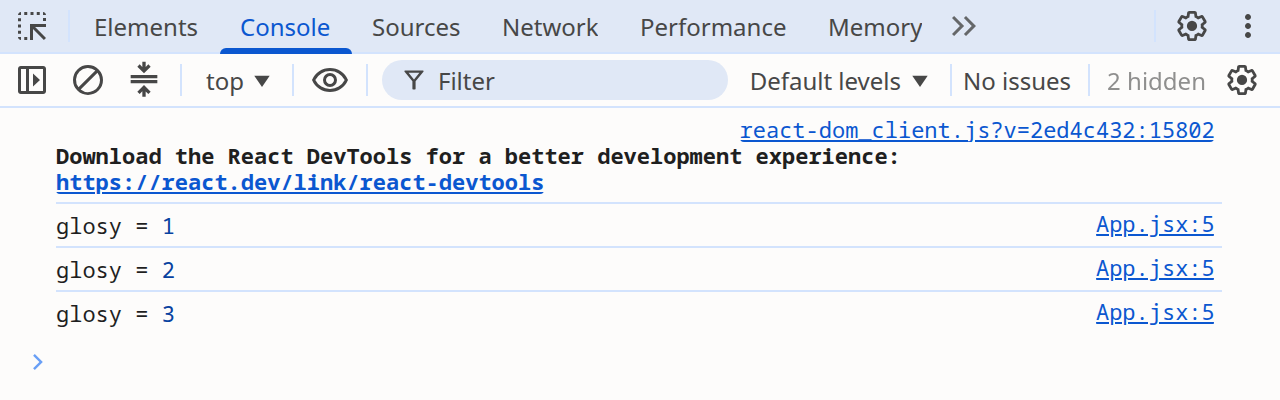 Elements Console Sources Network Performance Memory
top Filter Default levels No issues 2 hidden
react-dom_client.js?v=2ed4c432:15802
Download the React DevTools for a better development experience:
https://react.dev/link/react-devtools
glosy = 1 App.jsx:5
glosy = 2 App.jsx:5
glosy = 3 App.jsx:5